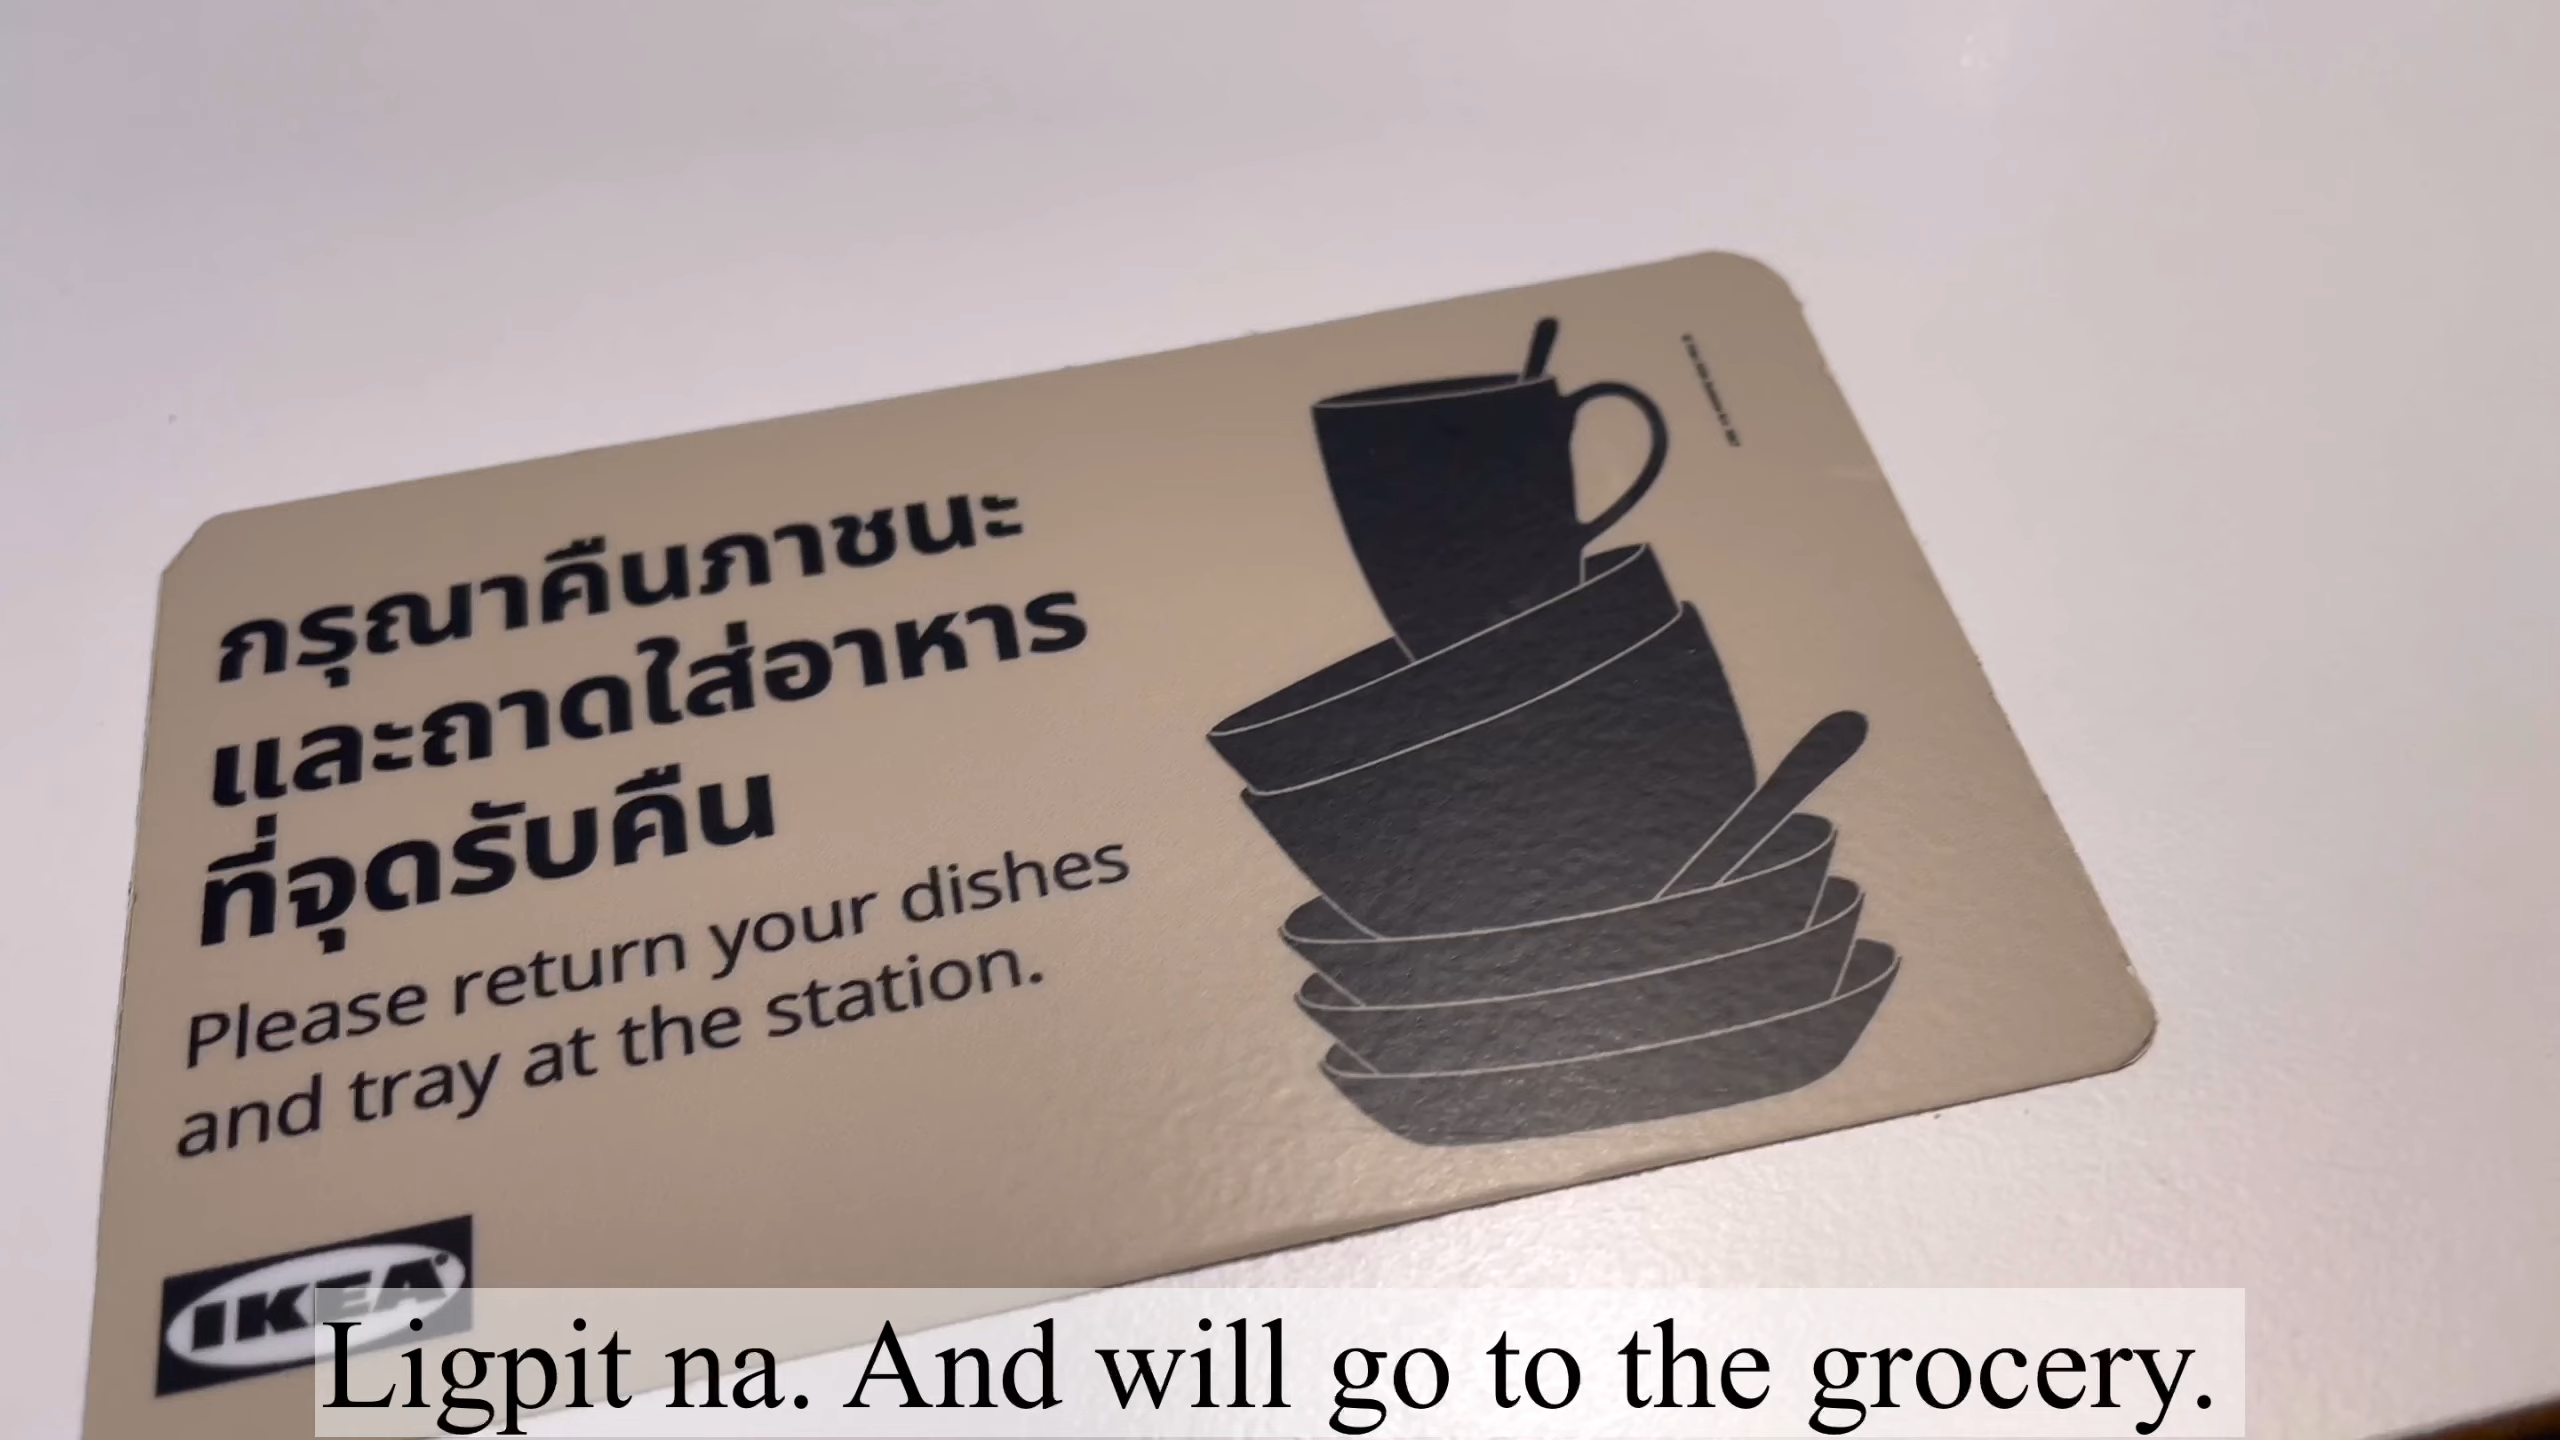 กรุณาคืนภาชนะ
และถาดใส่อาหาร
ที่จุดรับคืน
Please return your dishes
and tray at the station.
IKEA
Ligpit na. And will go to the grocery.